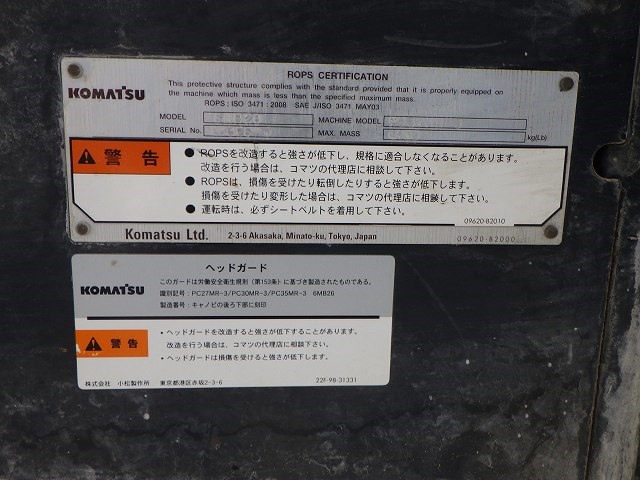 ROPS CERTIFICATION
KOMATSU
This protective structure complies with the standard provided that it is properly equipped on
the machine which mass is less than the specified maximum mass.
ROPS : ISO 3471 : 2008 SAE J/ISO 3471 MAY03
MODEL
MACHINE MODEL
SERIAL No.
MAX. MASS
kg(Lb)
警告
● ROPSを改造すると強さが低下し、規格に適合しなくなることがあります。
改造を行う場合は、コマツの代理店に相談して下さい。
● ROPSは、損傷を受けたり転倒したりすると強さが低下します。
損傷を受けたり変形した場合は、コマツの代理店に相談して下さい。
● 運転時は、必ずシートベルトを着用して下さい。
09620-82010
Komatsu Ltd. 2-3-6 Akasaka, Minato-ku, Tokyo, Japan
09620-82000
ヘッドガード
KOMATSU
このガードは労働安全衛生規則(第153条)に基づき製造されたものである。
識別記号:PC27MR-3/PC30MR-3/PC35MR-3 6MB26
製造番号:キャノピの後ろ下部に刻印
警告
・ヘッドガードを改造すると強さが低下することがあります。
改造を行う場合は、コマツの代理店に相談下さい。
・ヘッドガードは損傷を受けると強さが低下します。
株式会社 小松製作所 東京都港区赤坂2-3-6
22F-98-31331